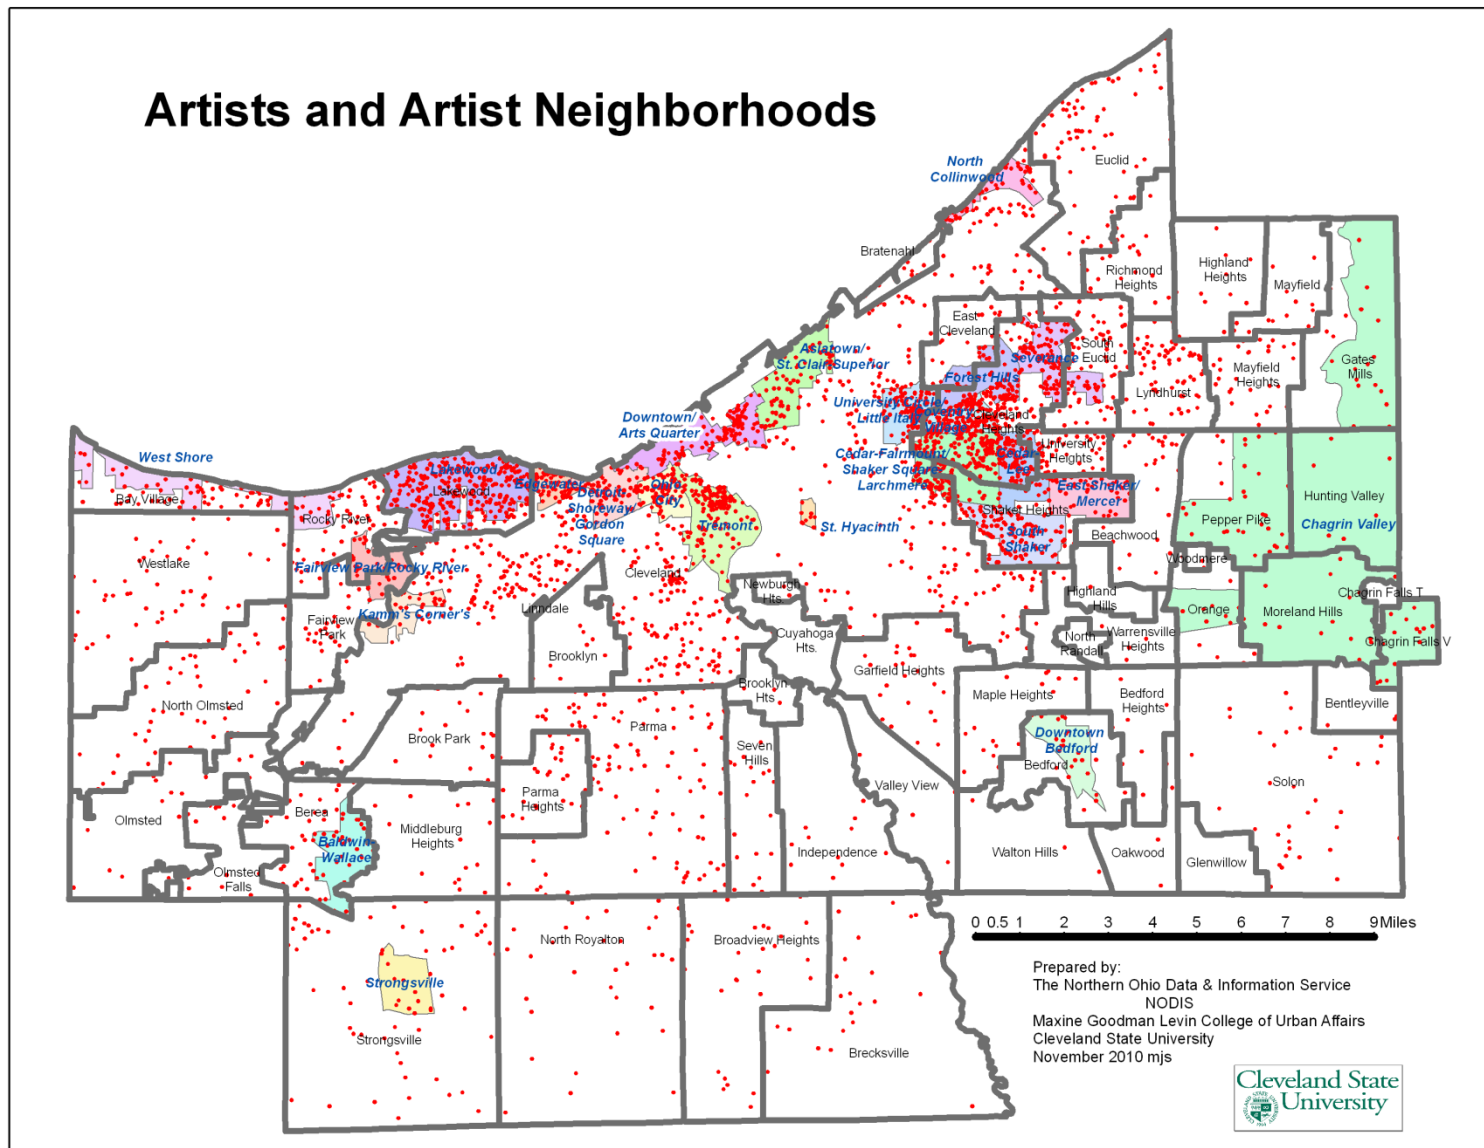 Artists and Artist Neighborhoods
North
Collinwood
Euclid
Bratenahl
Richmond
Heights
Highland
Heights
Mayfield
East
Cleveland
Asiatown/
St. Clair Superior
Severance
South
Euclid
Gates
Mills
Forest Hills
Mayfield
Heights
Lyndhurst
University Circle/
Little Italy
Coventry
Village
Cleveland
Heights
Downtown/
Arts Quarter
University
Heights
Cedar-Fairmount/
Shaker Square
Larchmere
Cedar-
Lee
West Shore
Bay Village
Lakewood
Lakewood
Edgewater
Ohio
City
Detroit
Shoreway/
Gordon
Square
East Shaker/
Mercer
Hunting Valley
Rocky River
Shaker Heights
Pepper Pike
Chagrin Valley
Tremont
St. Hyacinth
South
Shaker
Beachwood
Woodmere
Westlake
Fairview Park/Rocky River
Cleveland
Newburgh
Hts.
Highland
Hills
Chagrin Falls T
Linndale
Orange
Moreland Hills
Kamm's Corner's
Fairview
Park
Cuyahoga
Hts.
North
Randall
Warrensville
Heights
Chagrin Falls V
Brooklyn
Garfield Heights
Brooklyn
Hts
Maple Heights
Bedford
Heights
Bentleyville
North Olmsted
Parma
Brook Park
Seven
Hills
Downtown
Bedford
Bedford
Solon
Valley View
Parma
Heights
Berea
Olmsted
Middleburg
Heights
Baldwin-
Wallace
Independence
Walton Hills
Oakwood
Glenwillow
Olmsted
Falls
North Royalton
Broadview Heights
Strongsville
Strongsville
Brecksville
0 0.5 1 2 3 4 5 6 7 8 9 Miles
Prepared by:
The Northern Ohio Data & Information Service
NODIS
Maxine Goodman Levin College of Urban Affairs
Cleveland State University
November 2010 mjs
Cleveland State
University